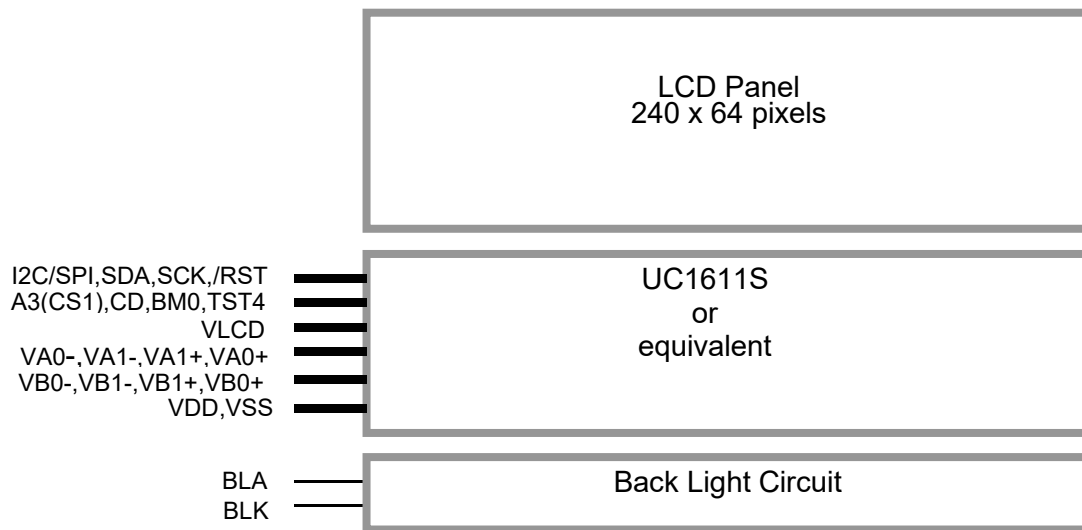 LCD Panel
240 x 64 pixels
I2C/SPI,SDA,SCK,/RST
A3(CS1),CD,BM0,TST4
VLCD
VA0-,VA1-,VA1+,VA0+
VB0-,VB1-,VB1+,VB0+
VDD,VSS
UC1611S
or
equivalent
BLA
BLK
Back Light Circuit